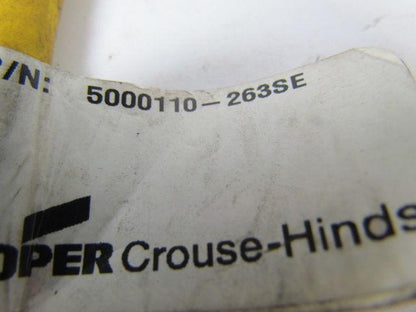 /N: 5000110-263SE
OPER Crouse-Hinds